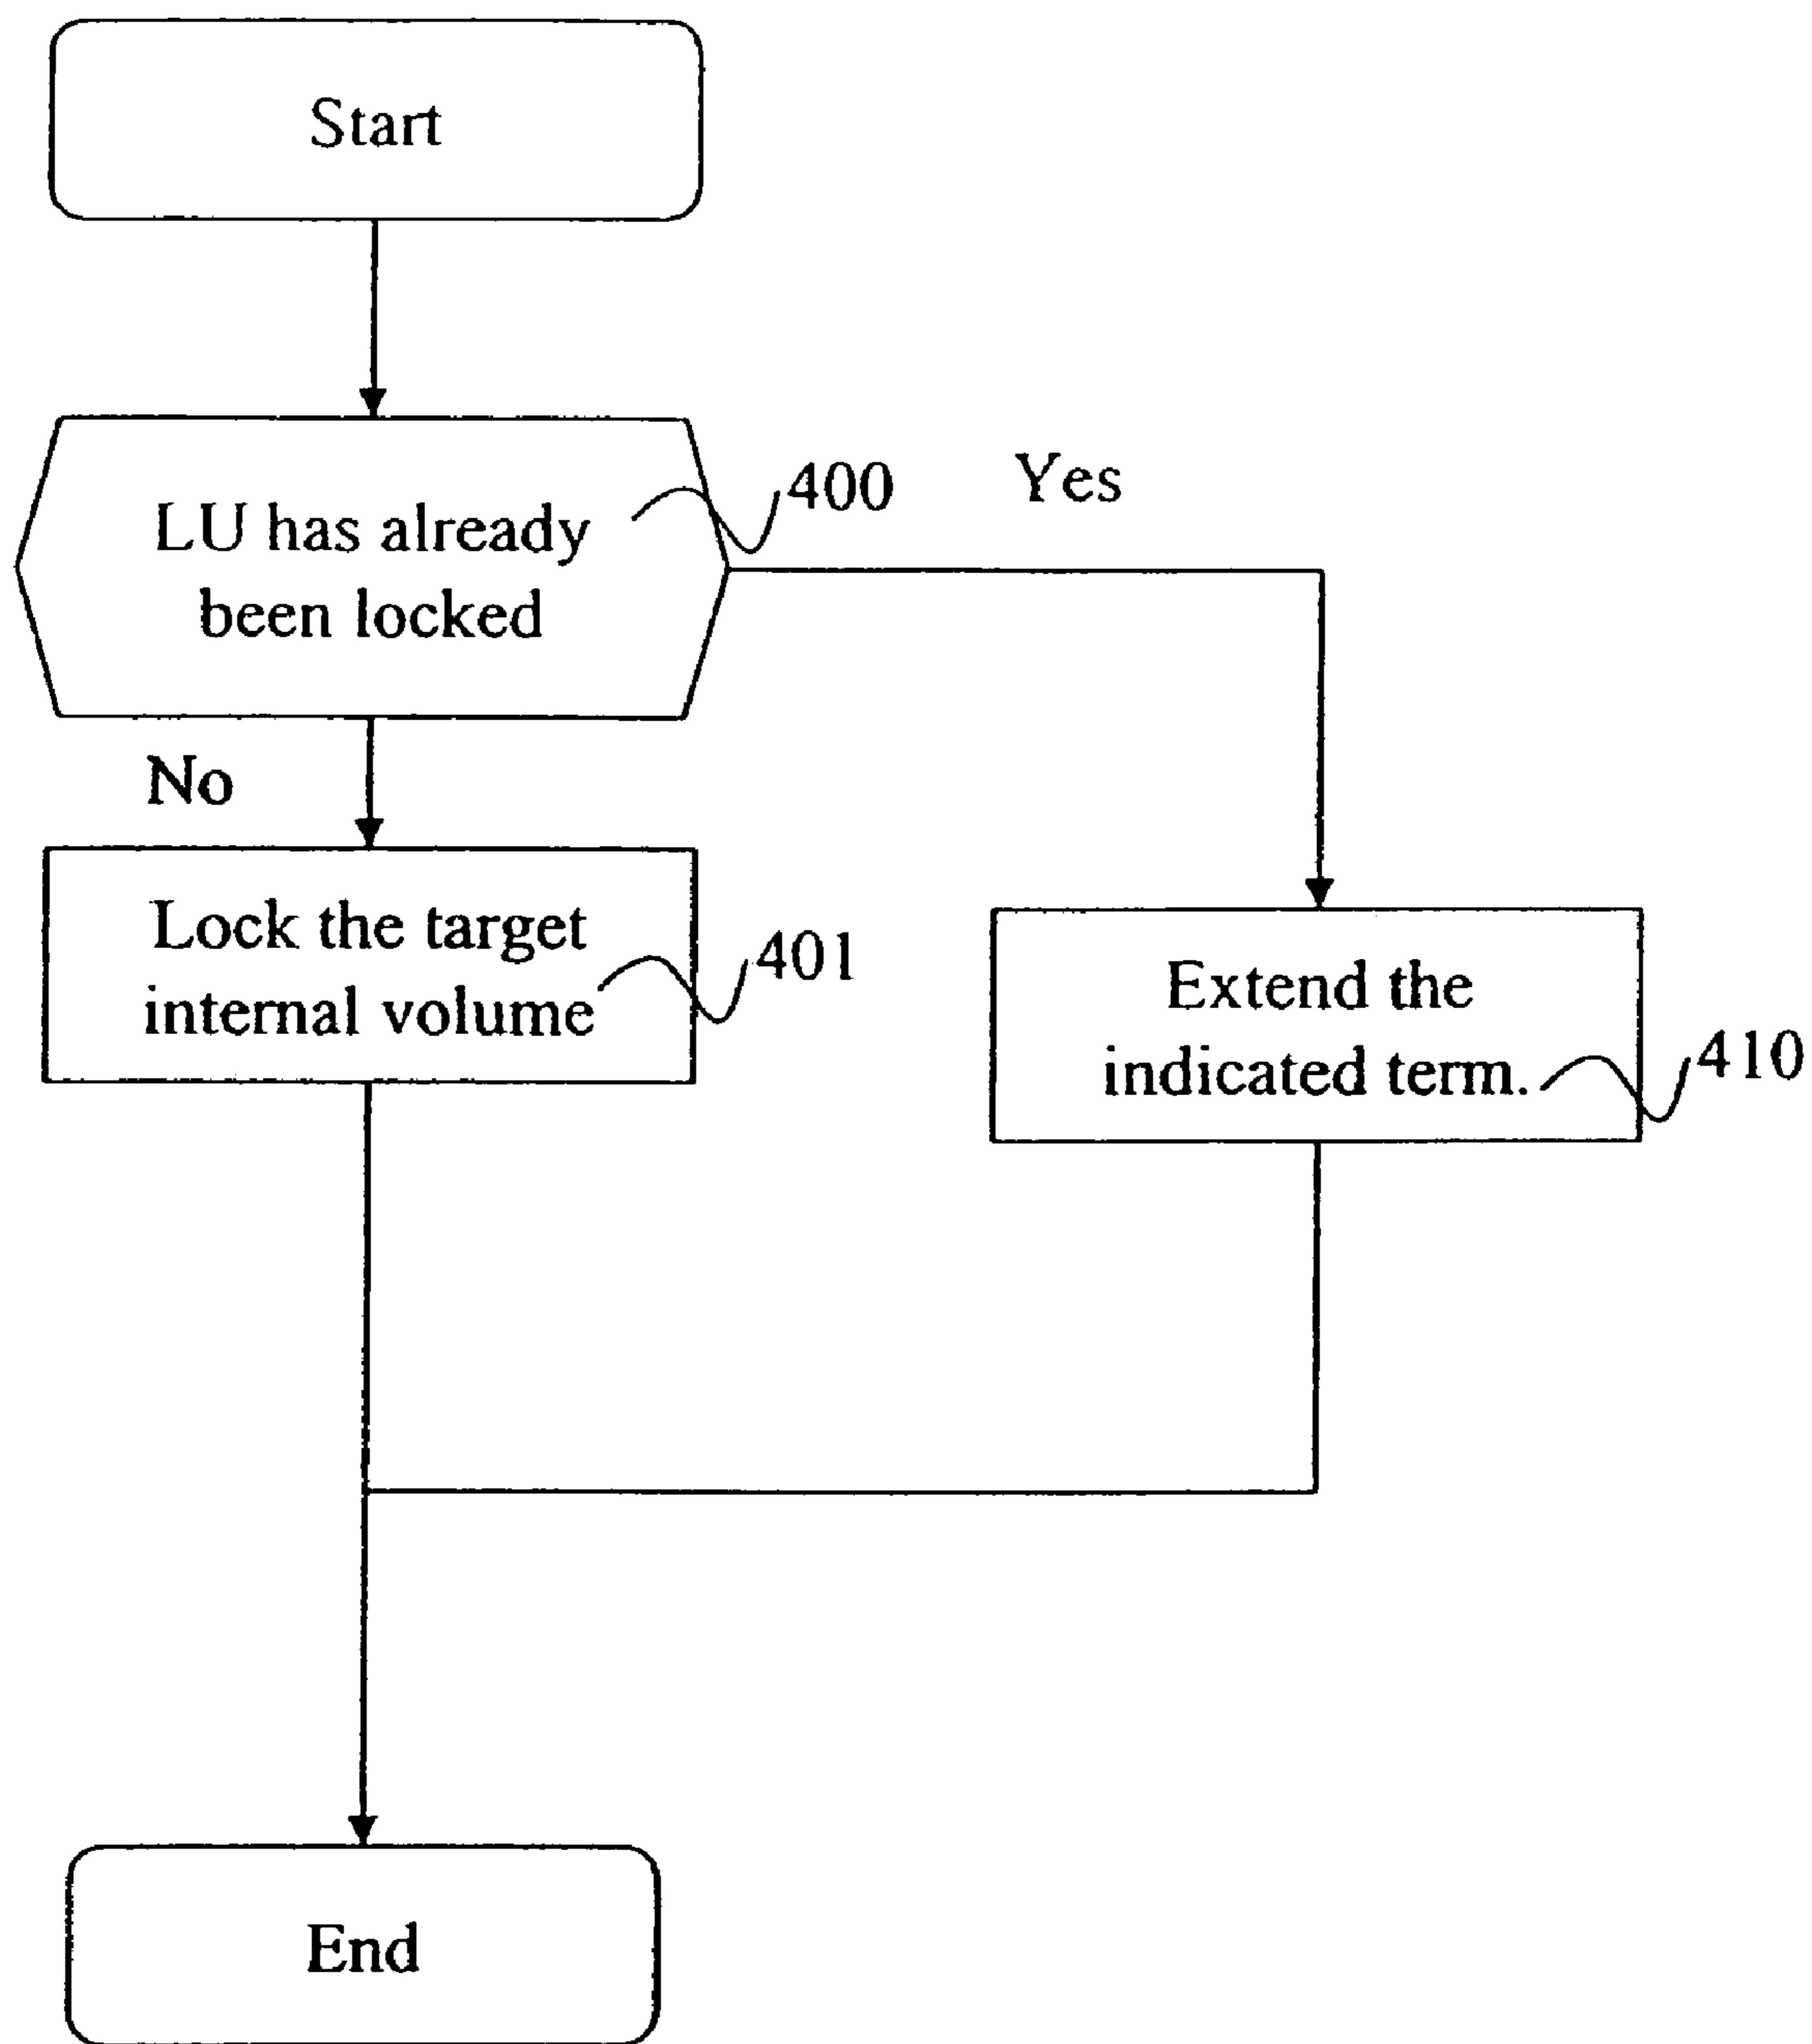 Start
LU has already
been locked
400
Yes
No
Lock the target
internal volume
401
Extend the
indicated term.
410
End